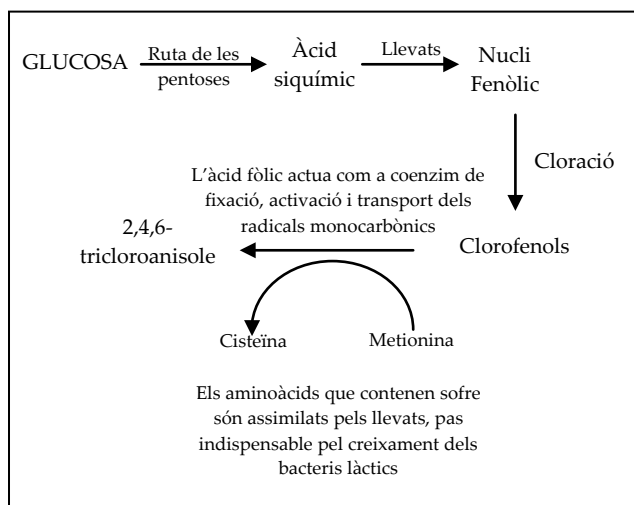 GLUCOSA
Ruta de les
pentoses
Àcid
siquímic
Llevats
Nucli
Fenòlic
Cloració
L'àcid fòlic actua com a coenzim de
fixació, activació i transport dels
radicals monocarbònics
2,4,6-
tricloroanisole
Clorofenols
Cisteïna
Metionina
Els aminoàcids que contenen sofre
són assimilats pels llevats, pas
indispensable pel creixament dels
bacteris làctics